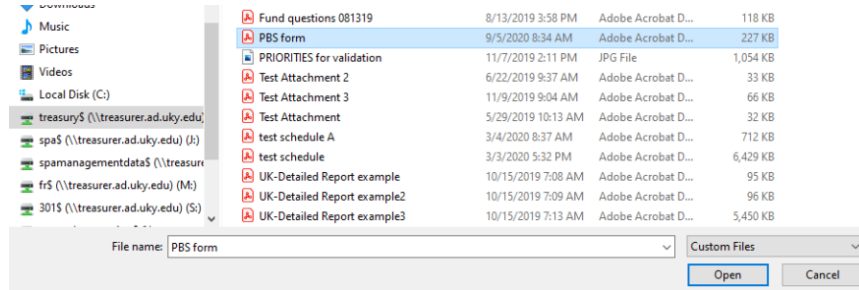 Downloads
Music
Pictures
Videos
Local Disk (C:)
treasury$ (\\treasurer.ad.uky.edu)
spa$ (\\treasurer.ad.uky.edu) (J:)
spamanagementdata$ (\\treasure
fr$ (\\treasurer.ad.uky.edu) (M:)
301$ (\\treasurer.ad.uky.edu) (S:)
Fund questions 081319 8/13/2019 3:58 PM Adobe Acrobat D... 118 KB
PBS form 9/5/2020 8:34 AM Adobe Acrobat D... 227 KB
PRIORITIES for validation 11/7/2019 2:11 PM JPG File 1,054 KB
Test Attachment 2 6/22/2019 9:37 AM Adobe Acrobat D... 33 KB
Test Attachment 3 11/9/2019 9:04 AM Adobe Acrobat D... 66 KB
Test Attachment 5/29/2019 10:13 AM Adobe Acrobat D... 32 KB
test schedule A 3/4/2020 8:37 AM Adobe Acrobat D... 712 KB
test schedule 3/3/2020 5:32 PM Adobe Acrobat D... 6,429 KB
UK-Detailed Report example 10/15/2019 7:08 AM Adobe Acrobat D... 95 KB
UK-Detailed Report example2 10/15/2019 7:09 AM Adobe Acrobat D... 96 KB
UK-Detailed Report example3 10/15/2019 7:13 AM Adobe Acrobat D... 5,450 KB
File name: PBS form Custom Files
Open Cancel